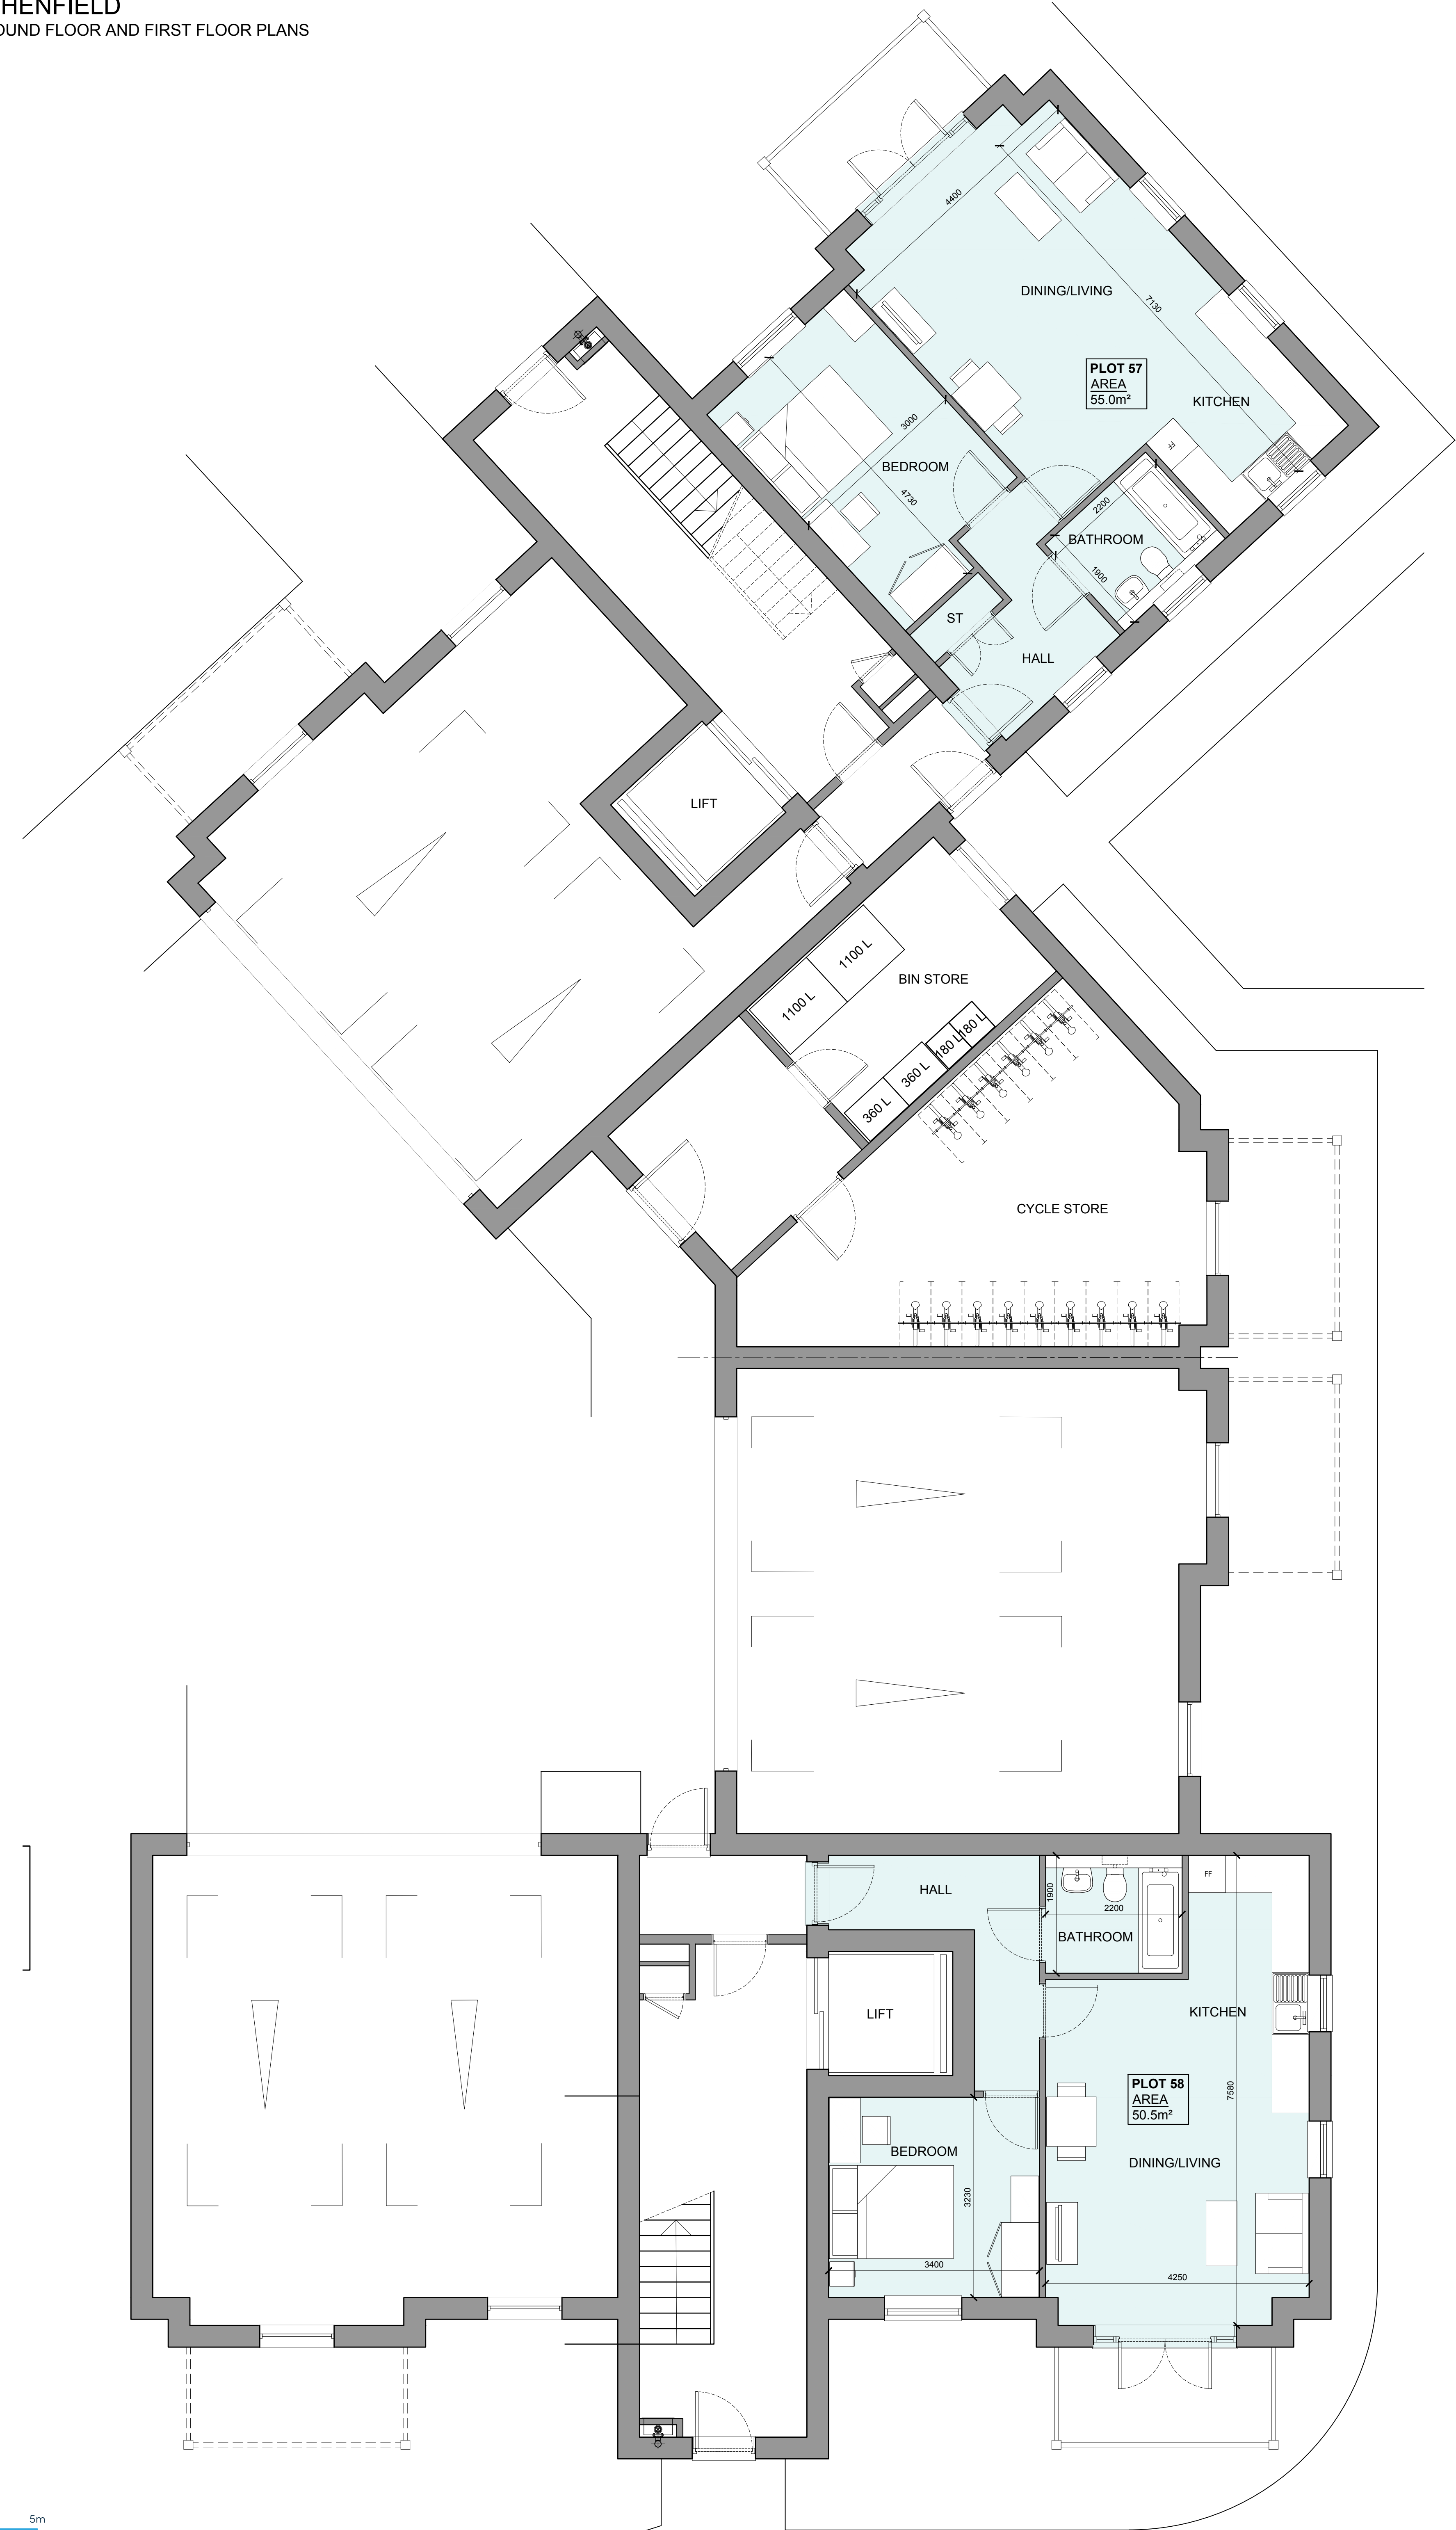 HENFIELD
OUND FLOOR AND FIRST FLOOR PLANS
4400
DINING/LIVING
7130
PLOT 57
AREA
55.0m²
KITCHEN
FF
3000
BEDROOM
4730
2200
BATHROOM
1900
ST
HALL
LIFT
1100 L
1100 L
BIN STORE
180 L
180 L
360 L
360 L
CYCLE STORE
HALL
1900
2200
BATHROOM
FF
LIFT
KITCHEN
PLOT 58
AREA
50.5m²
7580
BEDROOM
DINING/LIVING
3230
3400
4250
5m